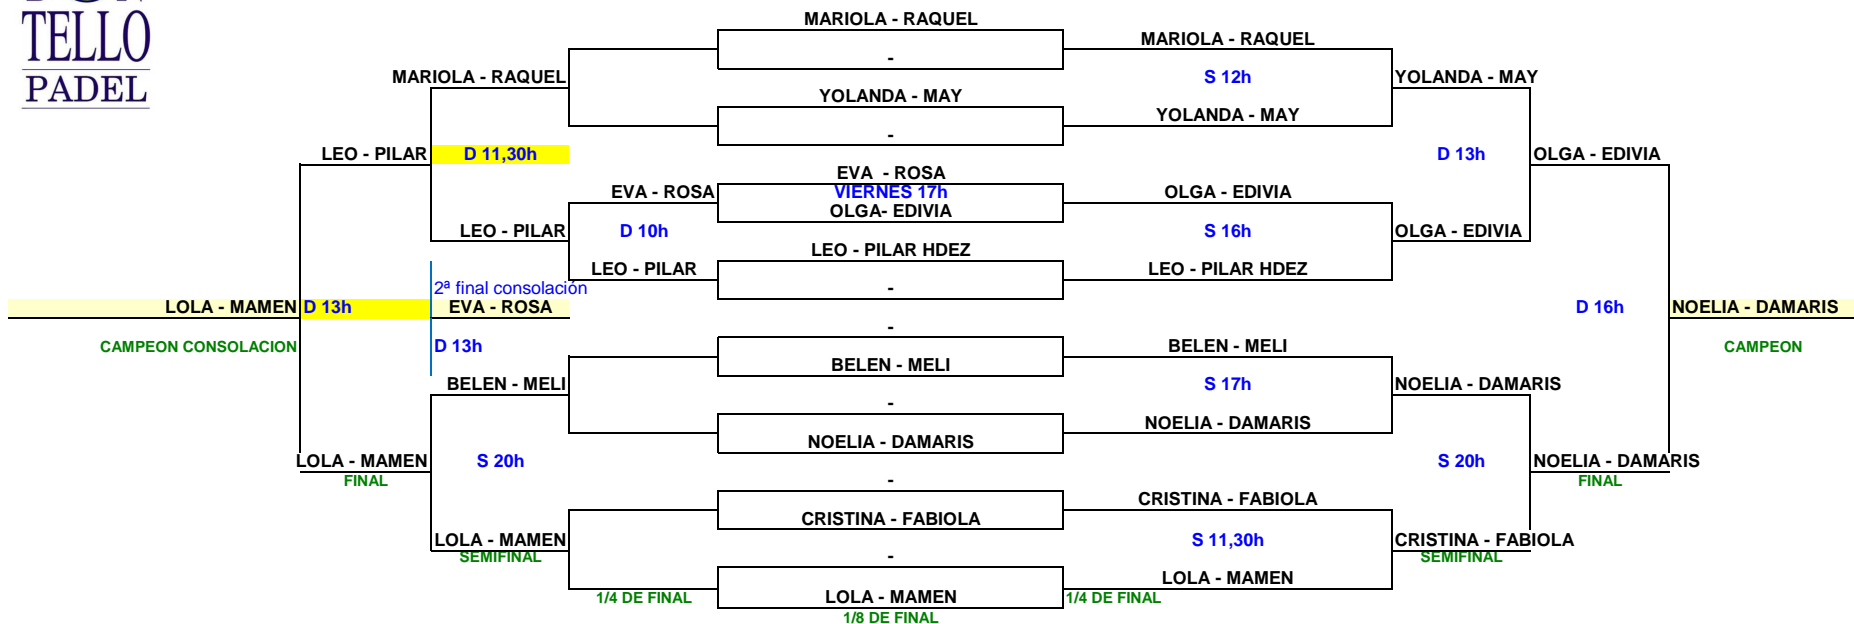 TELLO
PADEL
MARIOLA - RAQUEL
MARIOLA - RAQUEL
-
MARIOLA - RAQUEL
S 12h
YOLANDA - MAY
YOLANDA - MAY
YOLANDA - MAY
-
LEO - PILAR
D 11,30h
D 13h
OLGA - EDIVIA
EVA - ROSA
EVA - ROSA
VIERNES 17h
OLGA - EDIVIA
OLGA- EDIVIA
LEO - PILAR
D 10h
S 16h
OLGA - EDIVIA
LEO - PILAR HDEZ
LEO - PILAR
LEO - PILAR HDEZ
-
2ª final consolación
LOLA - MAMEN
D 13h
EVA - ROSA
D 16h
NOELIA - DAMARIS
-
CAMPEON CONSOLACION
D 13h
BELEN - MELI
CAMPEON
BELEN - MELI
BELEN - MELI
S 17h
NOELIA - DAMARIS
-
NOELIA - DAMARIS
NOELIA - DAMARIS
LOLA - MAMEN
S 20h
S 20h
NOELIA - DAMARIS
FINAL
-
FINAL
CRISTINA - FABIOLA
CRISTINA - FABIOLA
LOLA - MAMEN
S 11,30h
CRISTINA - FABIOLA
SEMIFINAL
-
SEMIFINAL
LOLA - MAMEN
1/4 DE FINAL
LOLA - MAMEN
1/4 DE FINAL
1/8 DE FINAL